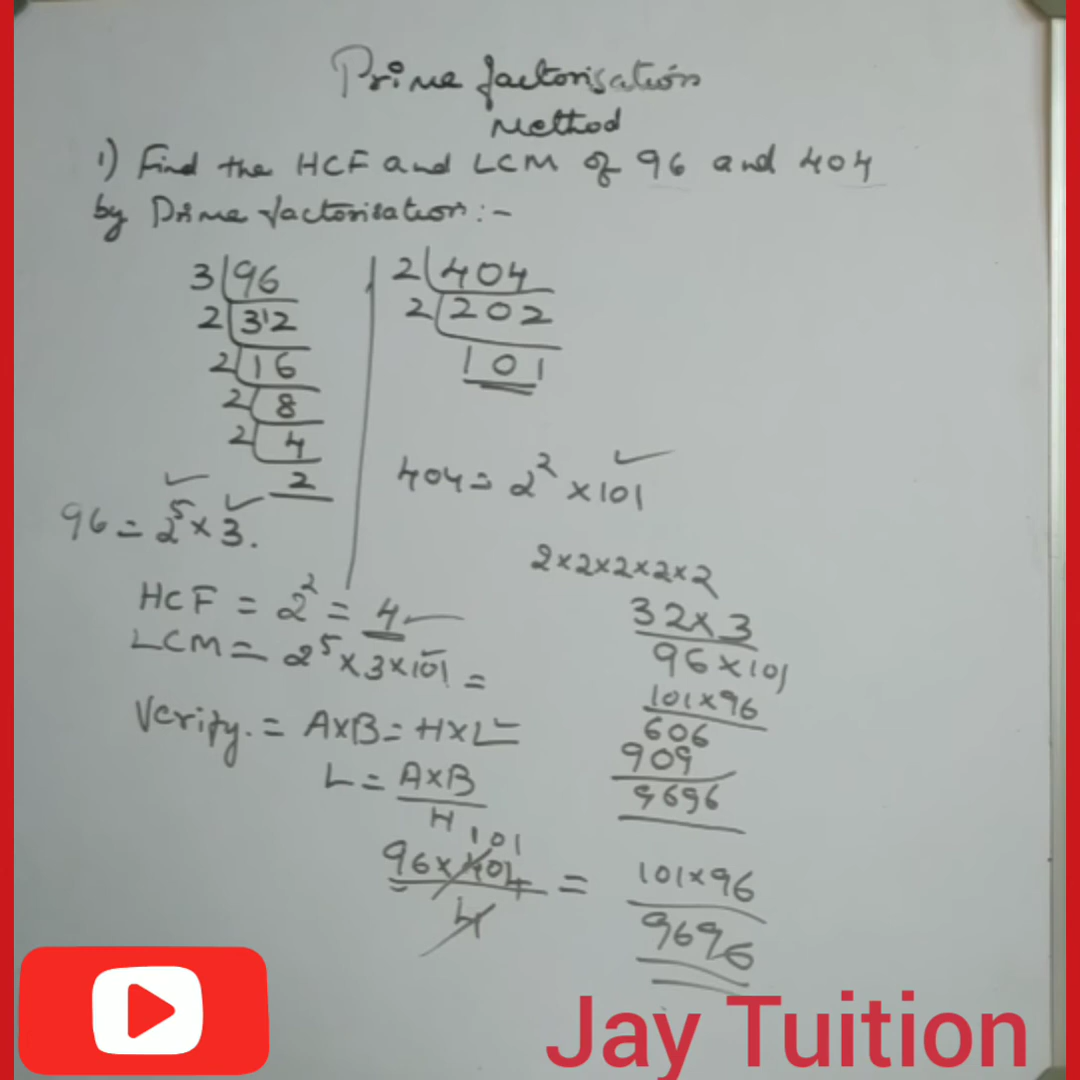 Prime factorisation
Method
1) Find the HCF and LCM of 96 and 404
by Prime factorisation:-
3 96
2 32
2 16
2 8
2 4
2
96 = 2⁵ × 3.
2 404
2 202
101
404 = 2² × 101
HCF = 2² = 4
LCM = 2⁵ × 3 × 101 =
Verify. = A×B = H×L
L = A×B
H
101
96 × 404
4
=
2×2×2×2×2
32×3
96×101
101×96
606
909
9696
101×96
9696
Jay Tuition